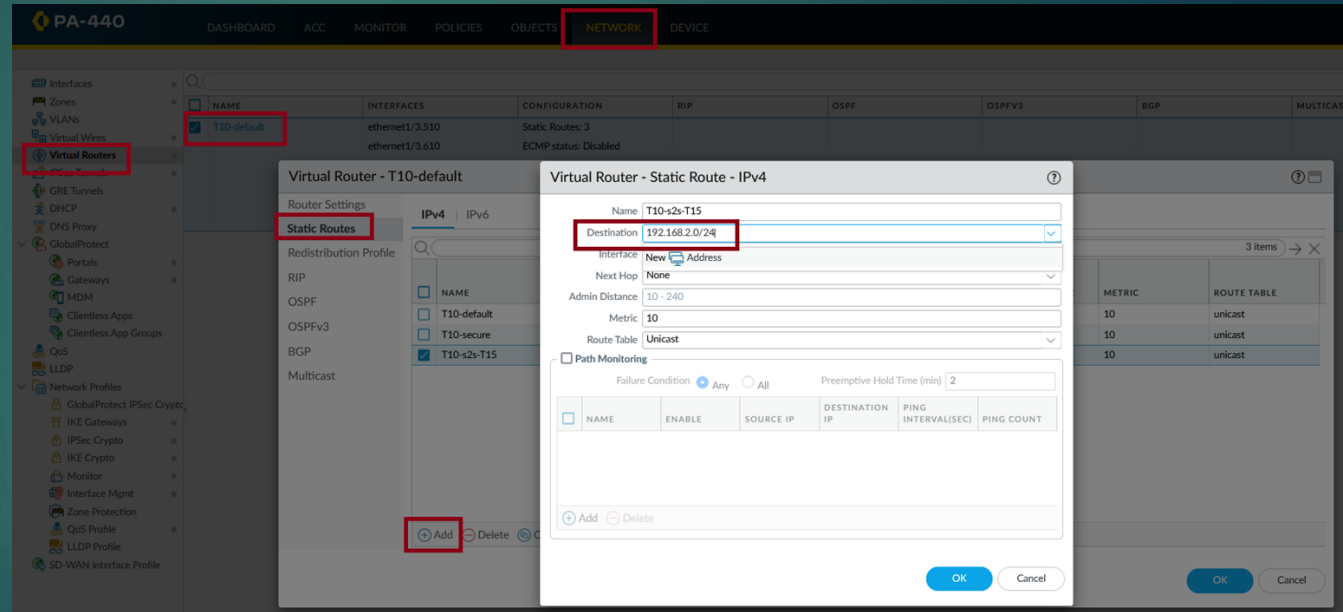 PA-440
DASHBOARD ACC MONITOR POLICIES OBJECTS NETWORK DEVICE
Interfaces
Zones
VLANs
Virtual Wires
Virtual Routers
IPSec Tunnels
GRE Tunnels
DHCP
DNS Proxy
GlobalProtect
Portals
Gateways
MDM
Clientless Apps
Clientless App Groups
QoS
LLDP
Network Profiles
GlobalProtect IPSec Crypto
IKE Gateways
IPSec Crypto
IKE Crypto
Monitor
Interface Mgmt
Zone Protection
QoS Profile
LLDP Profile
SD-WAN Interface Profile
NAME INTERFACES CONFIGURATION RIP OSPF OSPFV3 BGP MULTICAS
T10-default ethernet1/3.510 Static Routes: 3
ethernet1/3.610 ECMP status: Disabled
Virtual Router - T10-default
Router Settings
Static Routes
Redistribution Profile
RIP
OSPF
OSPFv3
BGP
Multicast
IPv4 IPv6
3 items
NAME METRIC ROUTE TABLE
T10-default 10 unicast
T10-secure 10 unicast
T10-s2s-T15 10 unicast
Add Delete C
OK Cancel
Virtual Router - Static Route - IPv4
Name T10-s2s-T15
Destination 192.168.2.0/24
Interface New Address
Next Hop None
Admin Distance 10 - 240
Metric 10
Route Table Unicast
Path Monitoring
Failure Condition Any All Preemptive Hold Time (min) 2
NAME ENABLE SOURCE IP DESTINATION IP PING INTERVAL(SEC) PING COUNT
Add Delete
OK Cancel